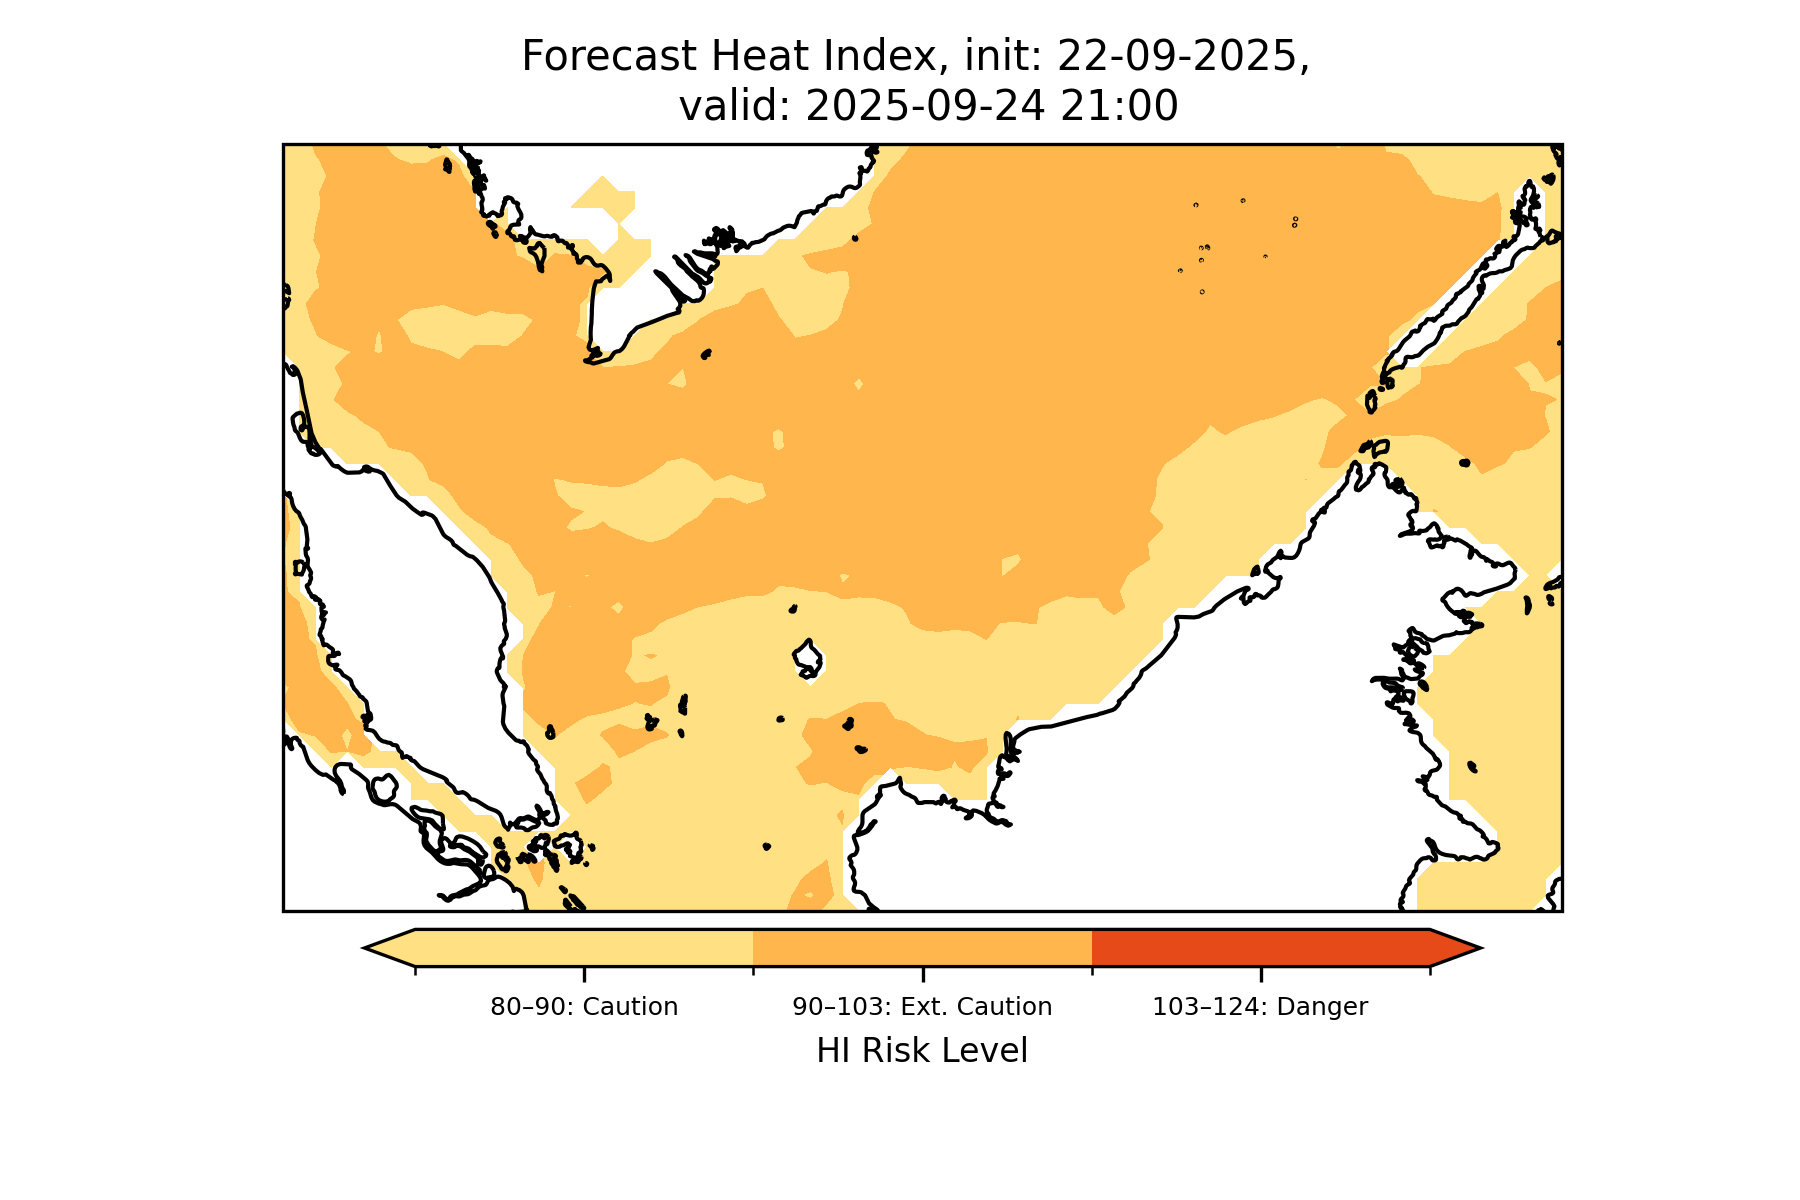 Forecast Heat Index, init: 22-09-2025,
valid: 2025-09-24 21:00
80–90: Caution
90–103: Ext. Caution
103–124: Danger
HI Risk Level